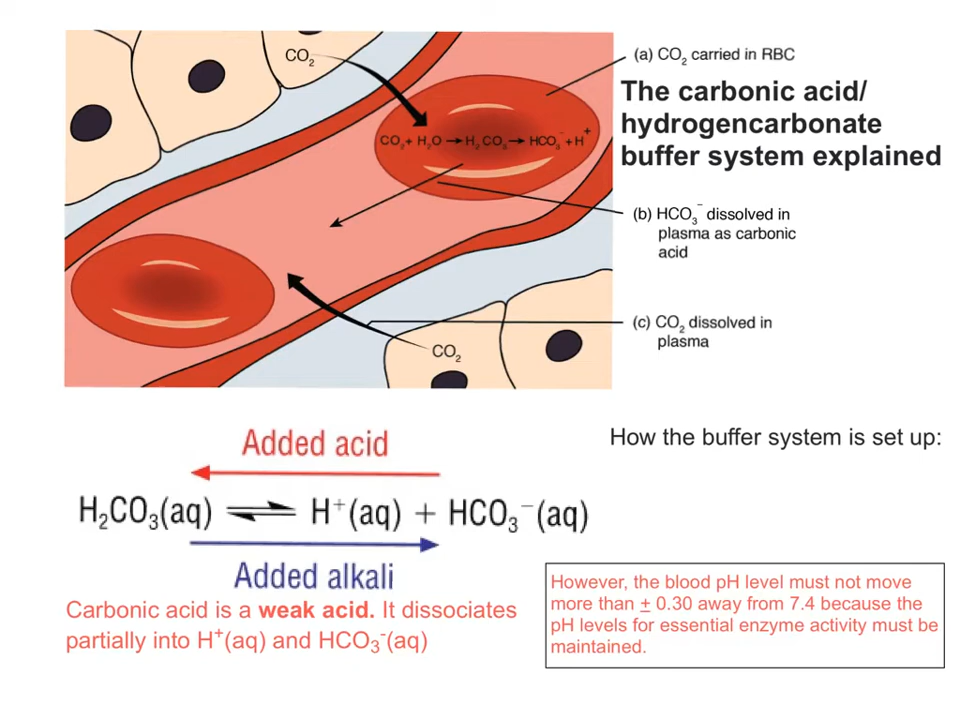 CO₂
(a) CO₂ carried in RBC
The carbonic acid/
hydrogencarbonate
buffer system explained
CO₂+ H₂O → H₂CO₃ → HCO₃⁻ + H⁺
(b) HCO₃⁻ dissolved in
plasma as carbonic
acid
(c) CO₂ dissolved in
plasma
CO₂
Added acid
How the buffer system is set up:
H₂CO₃(aq) ⇌ H⁺(aq) + HCO₃⁻(aq)
Added alkali
Carbonic acid is a weak acid. It dissociates
partially into H⁺(aq) and HCO₃⁻(aq)
However, the blood pH level must not move
more than ± 0.30 away from 7.4 because the
pH levels for essential enzyme activity must be
maintained.